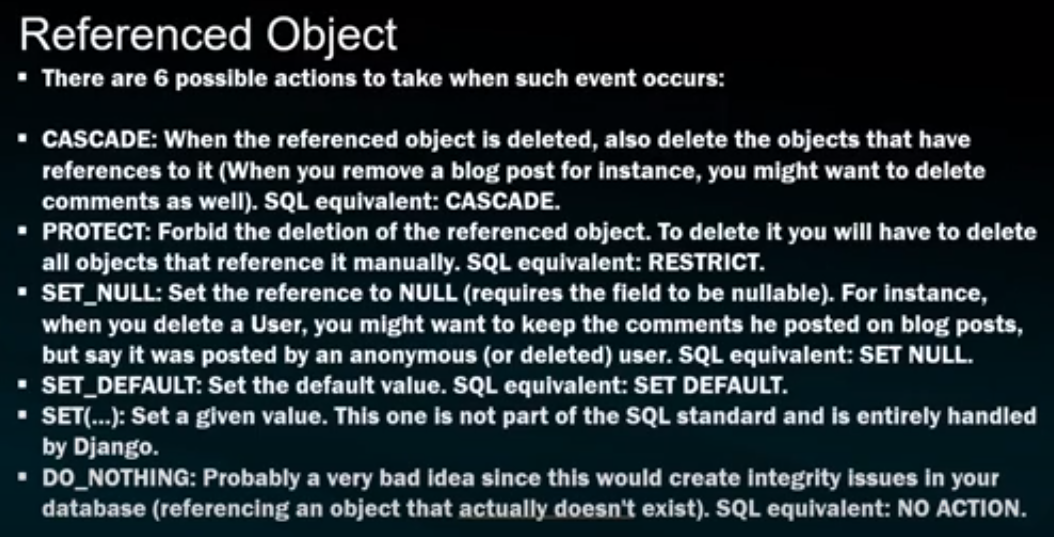 Referenced Object
▪ There are 6 possible actions to take when such event occurs:
▪ CASCADE: When the referenced object is deleted, also delete the objects that have
references to it (When you remove a blog post for instance, you might want to delete
comments as well). SQL equivalent: CASCADE.
▪ PROTECT: Forbid the deletion of the referenced object. To delete it you will have to delete
all objects that reference it manually. SQL equivalent: RESTRICT.
▪ SET_NULL: Set the reference to NULL (requires the field to be nullable). For instance,
when you delete a User, you might want to keep the comments he posted on blog posts,
but say it was posted by an anonymous (or deleted) user. SQL equivalent: SET NULL.
▪ SET_DEFAULT: Set the default value. SQL equivalent: SET DEFAULT.
▪ SET(...): Set a given value. This one is not part of the SQL standard and is entirely handled
by Django.
▪ DO_NOTHING: Probably a very bad idea since this would create integrity issues in your
database (referencing an object that actually doesn't exist). SQL equivalent: NO ACTION.